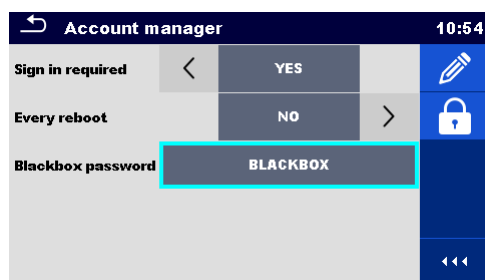 Account manager 10:54
Sign in required YES
Every reboot NO
Blackbox password BLACKBOX